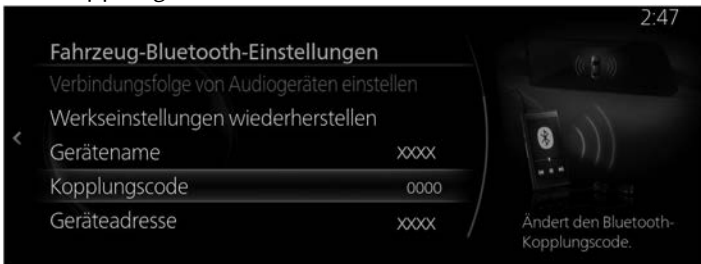 2:47
Fahrzeug-Bluetooth-Einstellungen
Verbindungsfolge von Audiogeräten einstellen
Werkseinstellungen wiederherstellen
Gerätename XXXX
Kopplungscode 0000
Geräteadresse XXXX
Ändert den Bluetooth-
Kopplungscode.